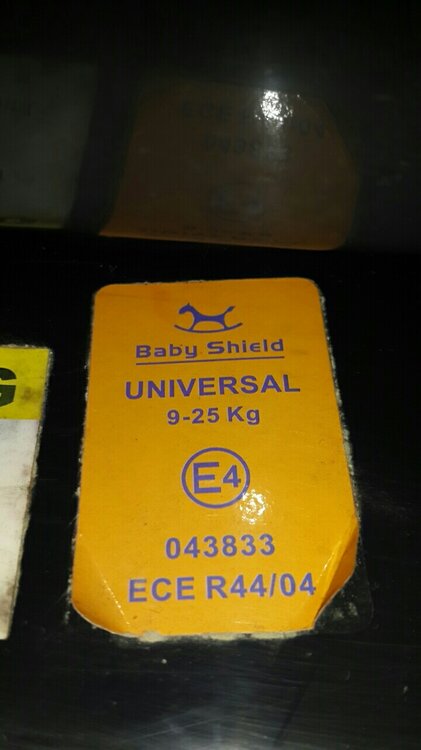 Baby Shield
UNIVERSAL
9-25 Kg
E4
043833
ECE R44/04
G